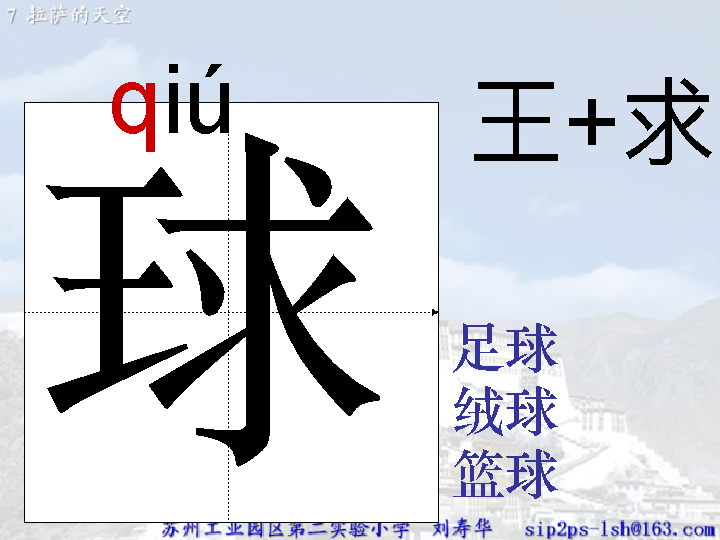 7 拉萨的天空
qiú
王+求
球
足球
绒球
篮球
苏州工业园区第二实验小学 刘寿华 sip2ps-lsh@163.com